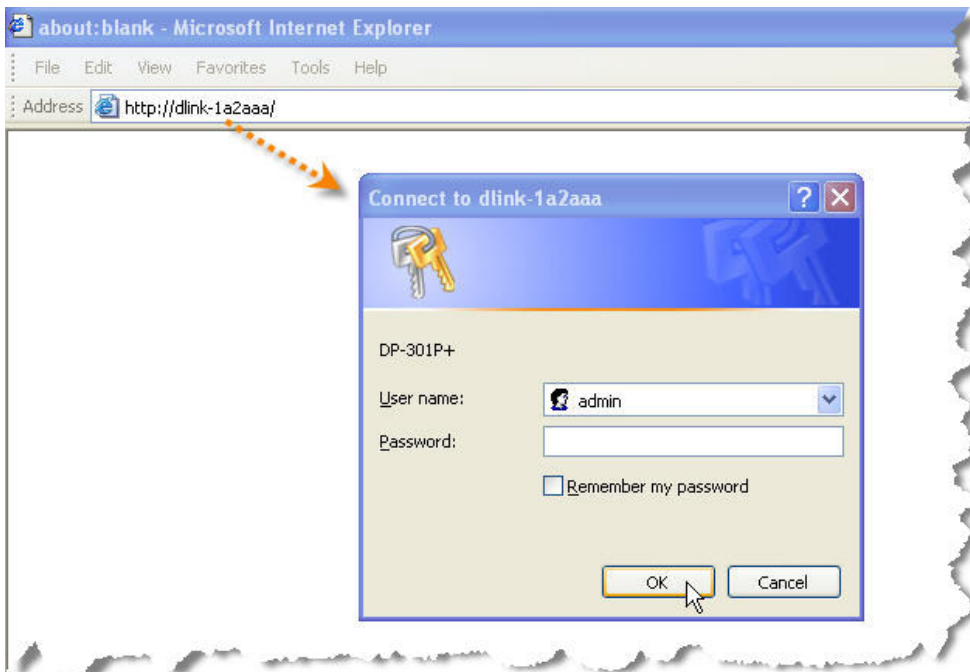 about:blank - Microsoft Internet Explorer
File Edit View Favorites Tools Help
Address http://dlink-1a2aaa/
Connect to dlink-1a2aaa
DP-301P+
User name: admin
Password:
Remember my password
OK Cancel